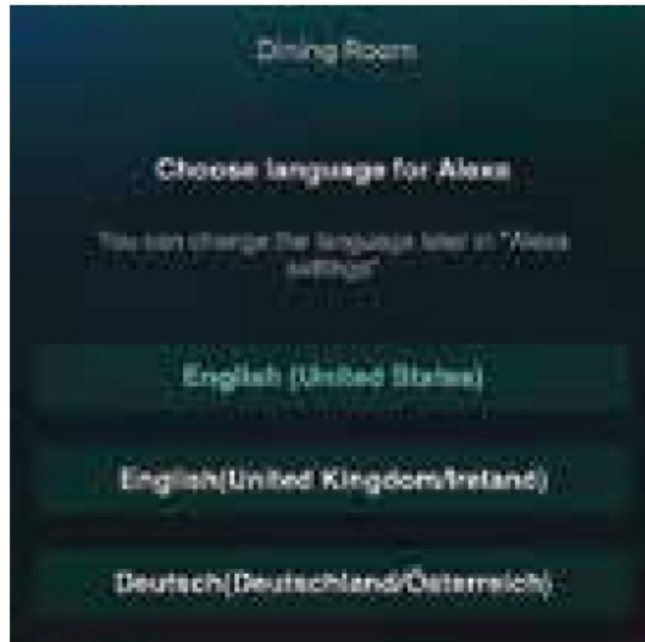 Dining Room
Choose language for Alexa
You can change the language later in "Alexa
settings"
English (United States)
English(United Kingdom/Ireland)
Deutsch(Deutschland/Österreich)